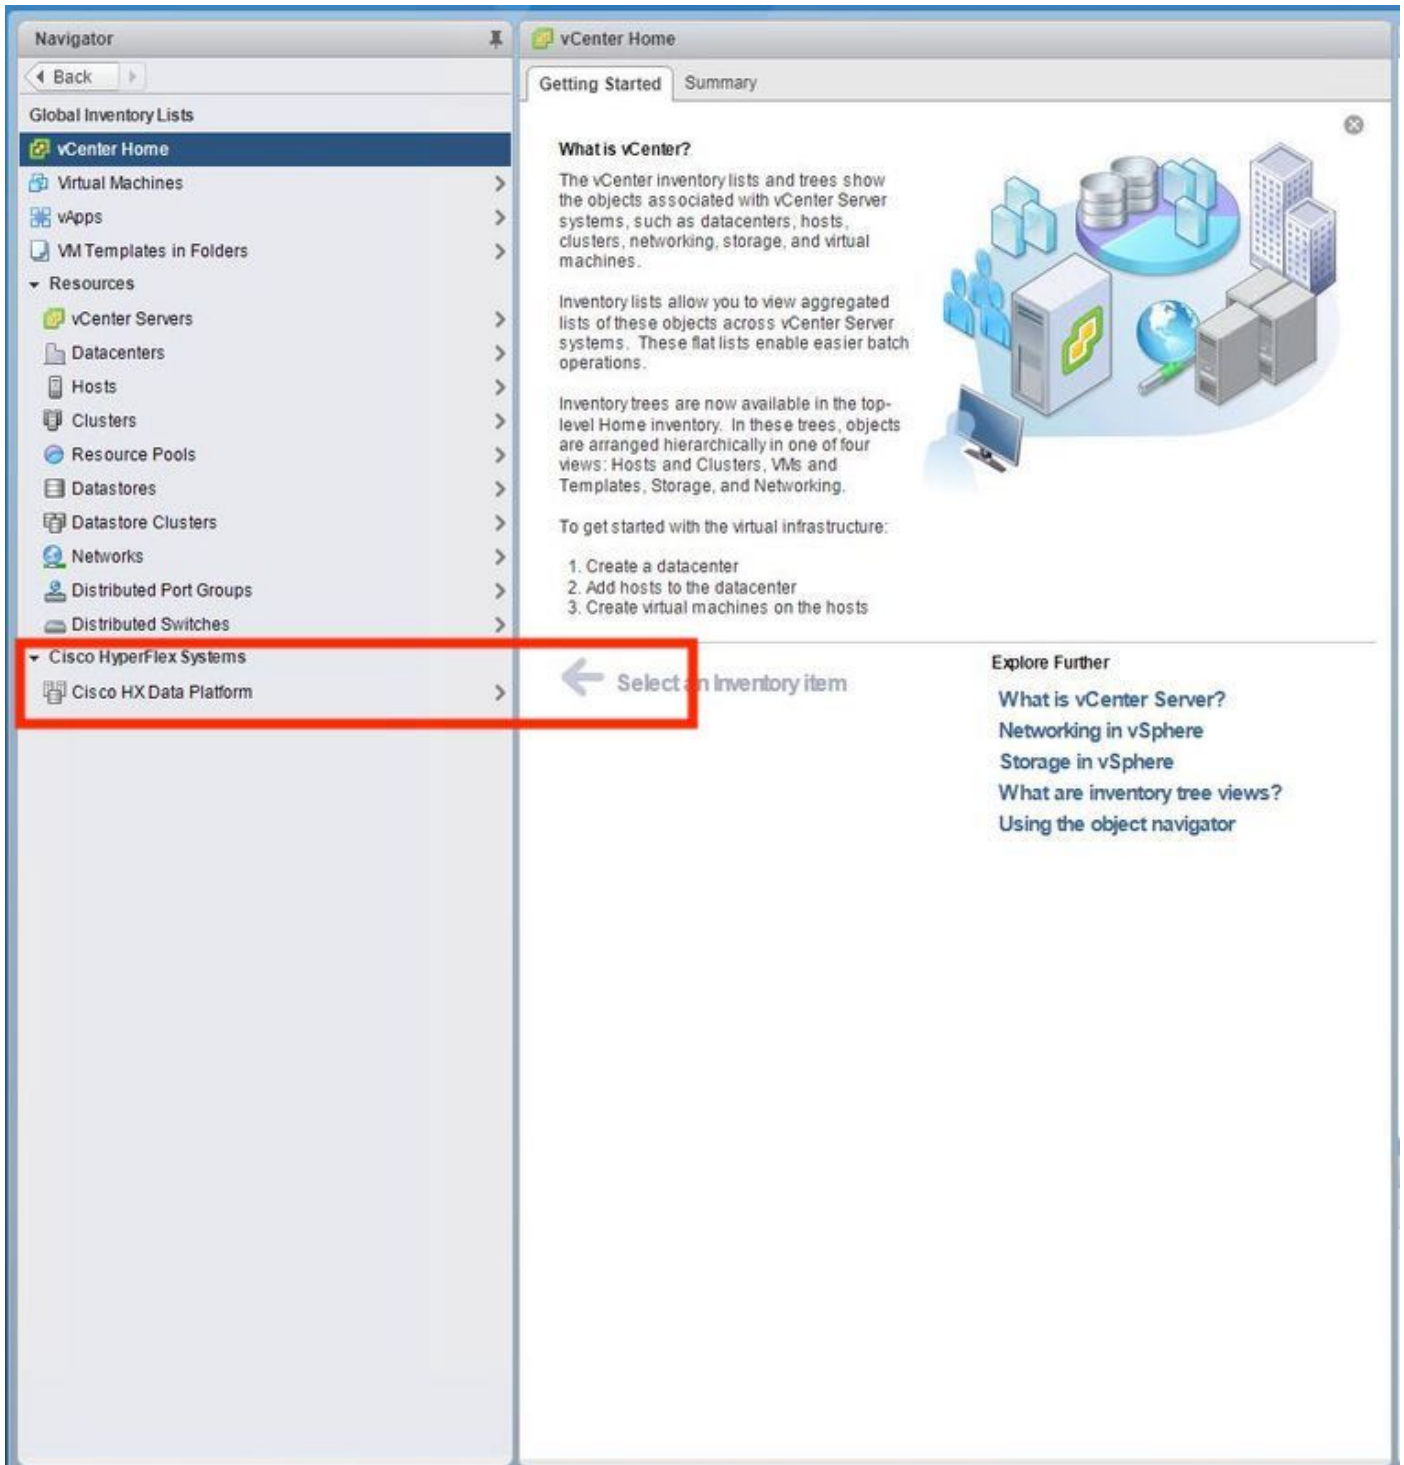 Navigator
Back
Global Inventory Lists
vCenter Home
Virtual Machines
vApps
VM Templates in Folders
Resources
vCenter Servers
Datacenters
Hosts
Clusters
Resource Pools
Datastores
Datastore Clusters
Networks
Distributed Port Groups
Distributed Switches
Cisco HyperFlex Systems
Cisco HX Data Platform
vCenter Home
Getting Started Summary
What is vCenter?
The vCenter inventory lists and trees show
the objects associated with vCenter Server
systems, such as datacenters, hosts,
clusters, networking, storage, and virtual
machines.
Inventory lists allow you to view aggregated
lists of these objects across vCenter Server
systems. These flat lists enable easier batch
operations.
Inventory trees are now available in the top-
level Home inventory. In these trees, objects
are arranged hierarchically in one of four
views: Hosts and Clusters, VMs and
Templates, Storage, and Networking.
To get started with the virtual infrastructure:
1. Create a datacenter
2. Add hosts to the datacenter
3. Create virtual machines on the hosts
Select an Inventory item
Explore Further
What is vCenter Server?
Networking in vSphere
Storage in vSphere
What are inventory tree views?
Using the object navigator